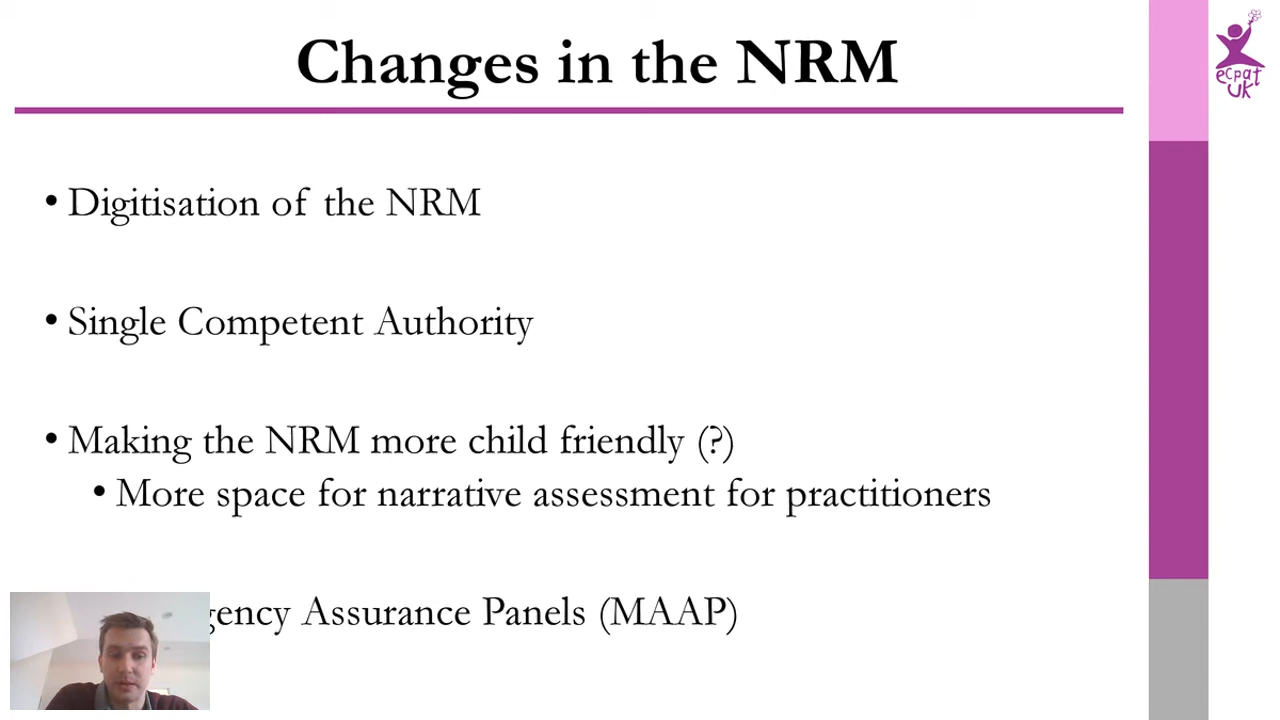 Changes in the NRM
ecpat
uk
• Digitisation of the NRM
• Single Competent Authority
• Making the NRM more child friendly (?)
• More space for narrative assessment for practitioners
Assurance Panels (MAAP)